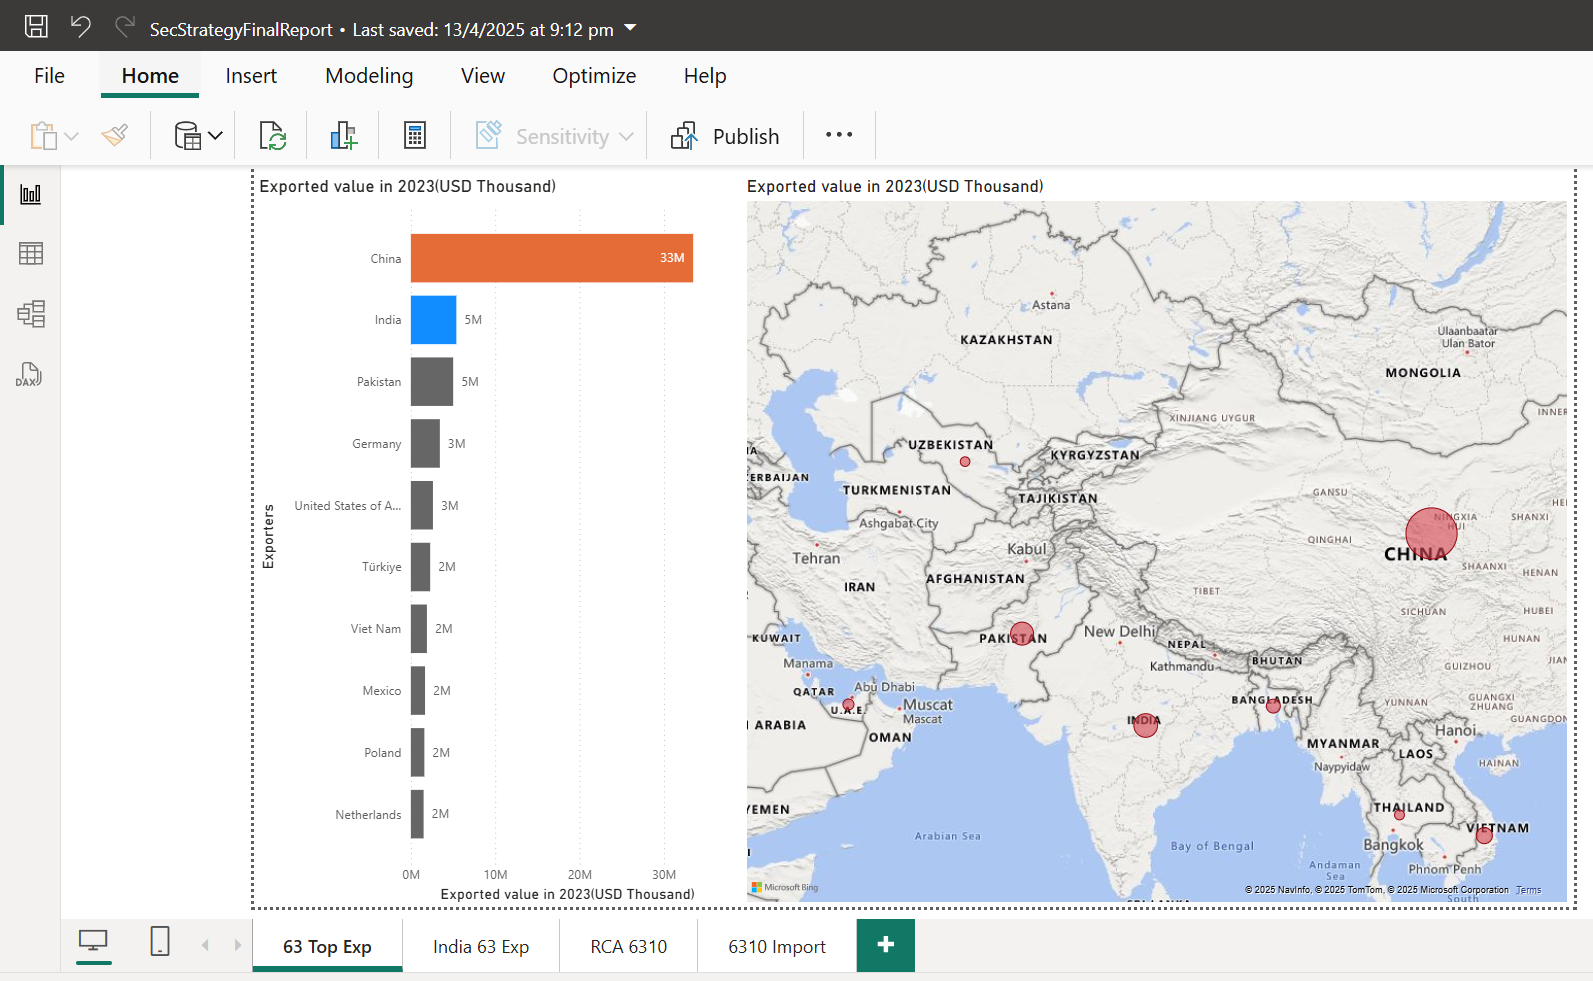 SecStrategyFinalReport • Last saved: 13/4/2025 at 9:12 pm
File Home Insert Modeling View Optimize Help
Sensitivity
Publish
DAX
Exported value in 2023(USD Thousand)
Exporters
China 33M
India 5M
Pakistan 5M
Germany 3M
United States of A... 3M
Türkiye 2M
Viet Nam 2M
Mexico 2M
Poland 2M
Netherlands 2M
0M 10M 20M 30M
Exported value in 2023(USD Thousand)
Exported value in 2023(USD Thousand)
Astana
KAZAKHSTAN
Ulaanbaatar
Ulan Bator
MONGOLIA
XINJIANG UYGUR
INNER
UZBEKISTAN
KYRGYZSTAN
IA
ERBAIJAN
TURKMENISTAN
TAJIKISTAN
GANSU
HE
Ashgabat City
NINGXIA
HUI
SHANXI
Tehran
Kabul
QINGHAI
CHINA
SHAANXI
HENAN
IRAN
AFGHANISTAN
TIBET
SICHUAN
HUBEI
KUWAIT
PAKISTAN
New Delhi
NEPAL
HUNAN
Manama
Kathmandu
BHUTAN
GUIZHOU
JIAN
QATAR
Abu Dhabi
U.A.E.
Muscat
Mascat
BANGLADESH
YUNNAN
GUANGXI
ZHUANG
GUANGDON
ARABIA
OMAN
INDIA
MYANMAR
Naypyidaw
LAOS
Hanoi
HAINAN
YEMEN
THAILAND
VIETNAM
Arabian Sea
Bay of Bengal
Bangkok
Andaman
Sea
Phnom Penh
Microsoft Bing
© 2025 NavInfo, © 2025 TomTom, © 2025 Microsoft Corporation Terms
South
SRI LANKA
63 Top Exp India 63 Exp RCA 6310 6310 Import +